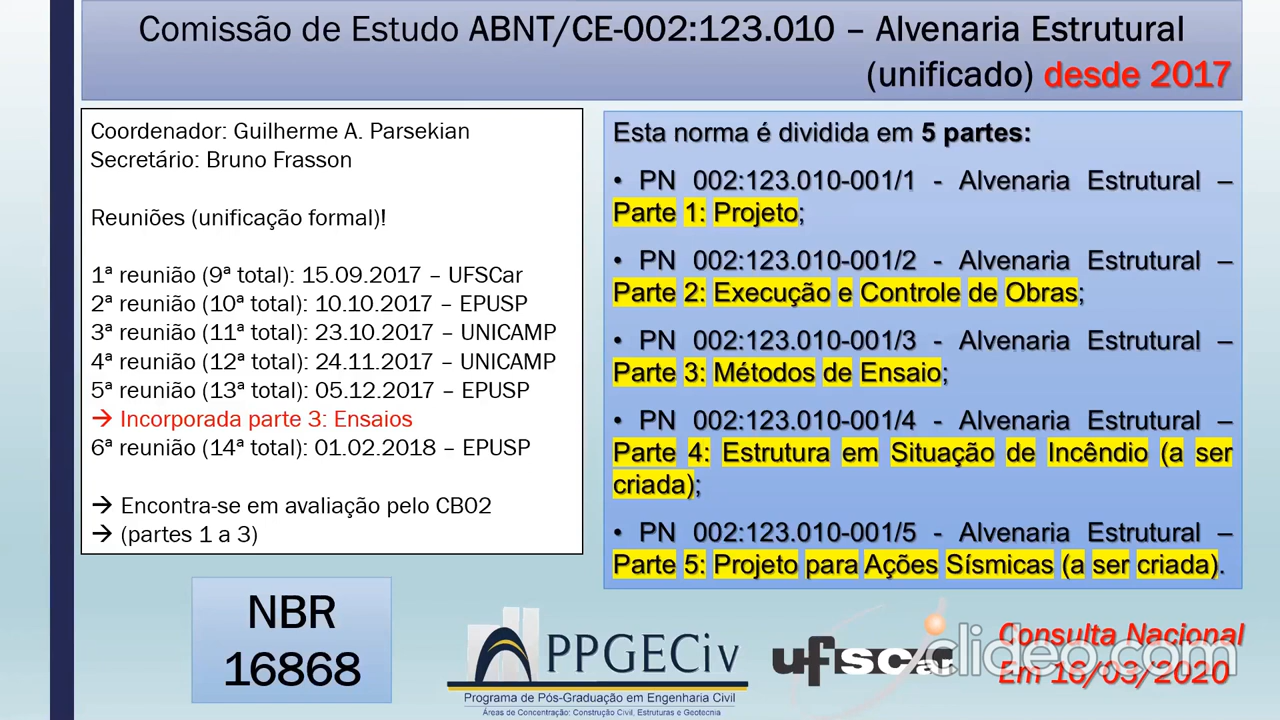 Comissão de Estudo ABNT/CE-002:123.010 – Alvenaria Estrutural
(unificado) desde 2017
Coordenador: Guilherme A. Parsekian
Secretário: Bruno Frasson
Reuniões (unificação formal)!
1ª reunião (9ª total): 15.09.2017 – UFSCar
2ª reunião (10ª total): 10.10.2017 – EPUSP
3ª reunião (11ª total): 23.10.2017 – UNICAMP
4ª reunião (12ª total): 24.11.2017 – UNICAMP
5ª reunião (13ª total): 05.12.2017 – EPUSP
→ Incorporada parte 3: Ensaios
6ª reunião (14ª total): 01.02.2018 – EPUSP
→ Encontra-se em avaliação pelo CB02
→ (partes 1 a 3)
Esta norma é dividida em 5 partes:
• PN 002:123.010-001/1 - Alvenaria Estrutural –
Parte 1: Projeto;
• PN 002:123.010-001/2 - Alvenaria Estrutural –
Parte 2: Execução e Controle de Obras;
• PN 002:123.010-001/3 - Alvenaria Estrutural –
Parte 3: Métodos de Ensaio;
• PN 002:123.010-001/4 - Alvenaria Estrutural –
Parte 4: Estrutura em Situação de Incêndio (a ser
criada);
• PN 002:123.010-001/5 - Alvenaria Estrutural –
Parte 5: Projeto para Ações Sísmicas (a ser criada).
NBR
16868
PPGECiv
Programa de Pós-Graduação em Engenharia Civil
Áreas de Concentração: Construção Civil, Estruturas e Geotecnia
ufscar
Consulta Nacional
Em 16/03/2020
clideo.com